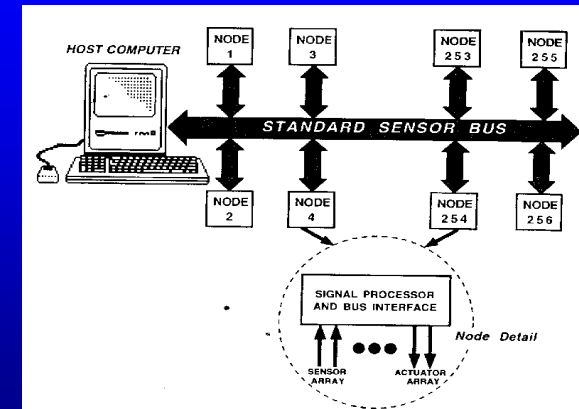 HOST COMPUTER
NODE
1
NODE
3
NODE
253
NODE
255
STANDARD SENSOR BUS
NODE
2
NODE
4
NODE
254
NODE
256
SIGNAL PROCESSOR
AND BUS INTERFACE
Node Detail
SENSOR
ARRAY
ACTUATOR
ARRAY